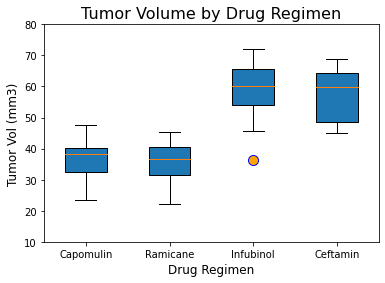 Tumor Volume by Drug Regimen
Tumor Vol (mm3)
80
70
60
50
40
30
20
10
Capomulin Ramicane Infubinol Ceftamin
Drug Regimen